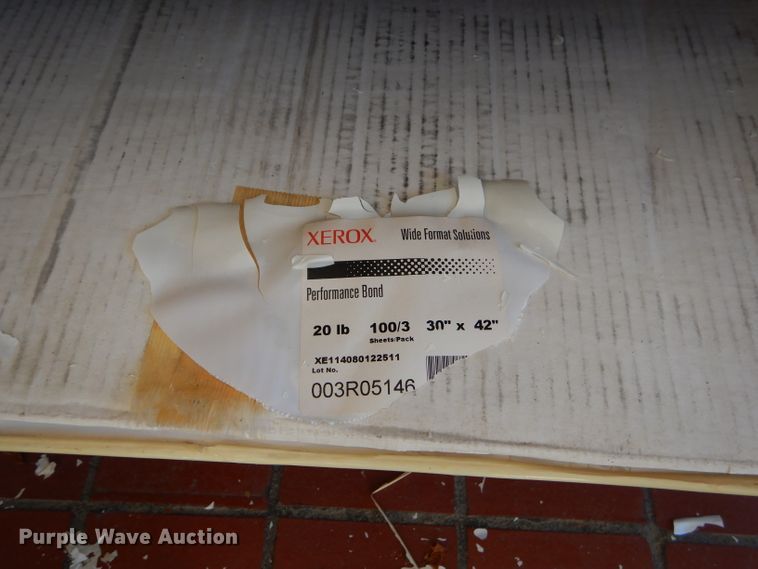 XEROX. Wide Format Solutions
Performance Bond
20 lb 100/3 30" x 42"
Sheets/Pack
XE114080122511
Lot No.
003R05146
Purple Wave Auction